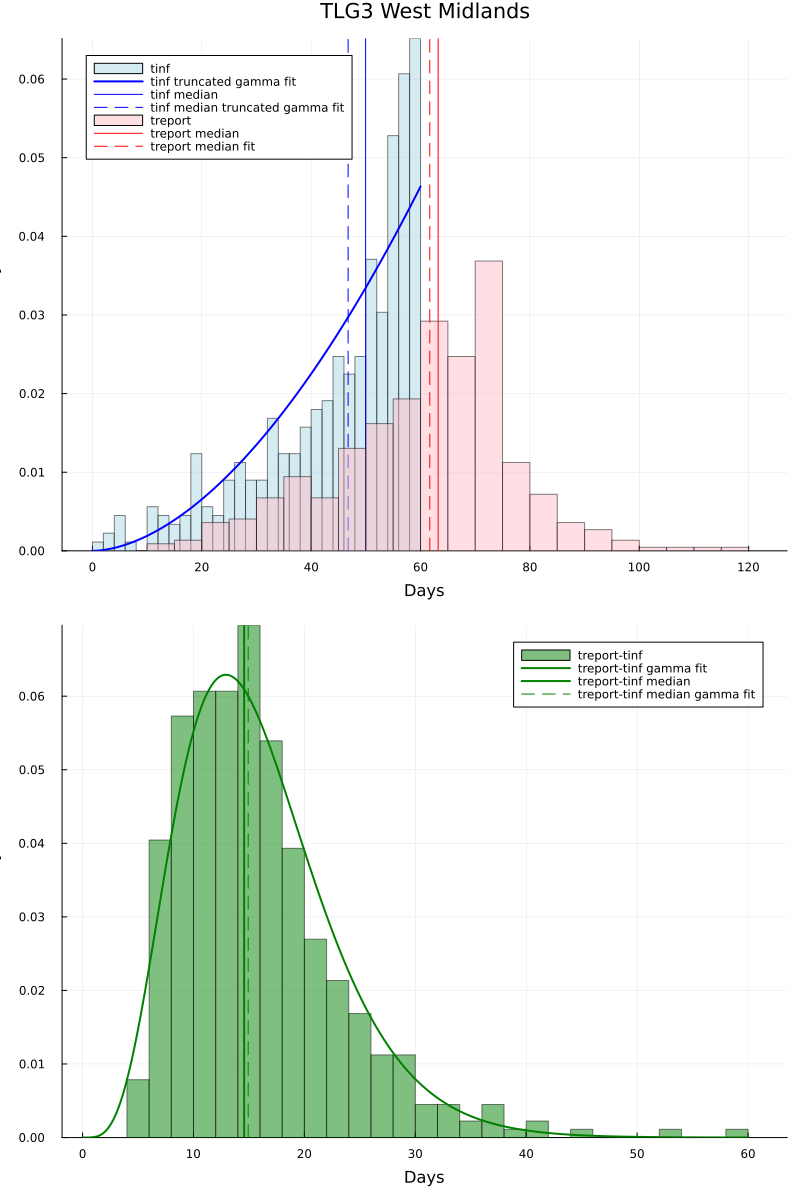 TLG3 West Midlands
tinf
tinf truncated gamma fit
tinf median
tinf median truncated gamma fit
treport
treport median
treport median fit
0.06
0.05
0.04
0.03
0.02
0.01
0.00
0 20 40 60 80 100 120
Days
treport-tinf
treport-tinf gamma fit
treport-tinf median
treport-tinf median gamma fit
0.06
0.05
0.04
0.03
0.02
0.01
0.00
0 10 20 30 40 50 60
Days